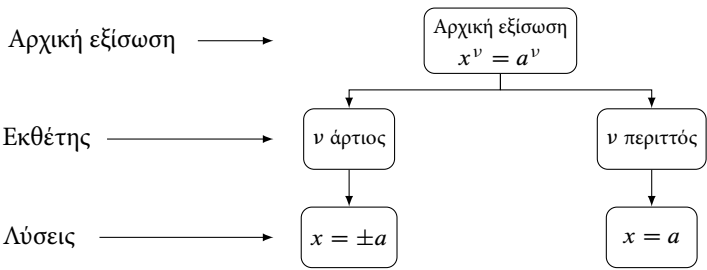 Αρχική εξίσωση
Αρχική εξίσωση
x^ν = a^ν
Εκθέτης
ν άρτιος
ν περιττός
Λύσεις
x = ±a
x = a